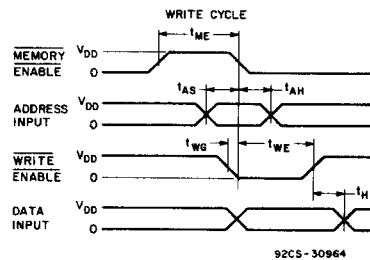 WRITE CYCLE
tME
MEMORY
ENABLE
VDD
0
tAS
tAH
ADDRESS
INPUT
VDD
0
tWG
tWE
WRITE
ENABLE
VDD
0
tH
DATA
INPUT
VDD
0
92CS-30964